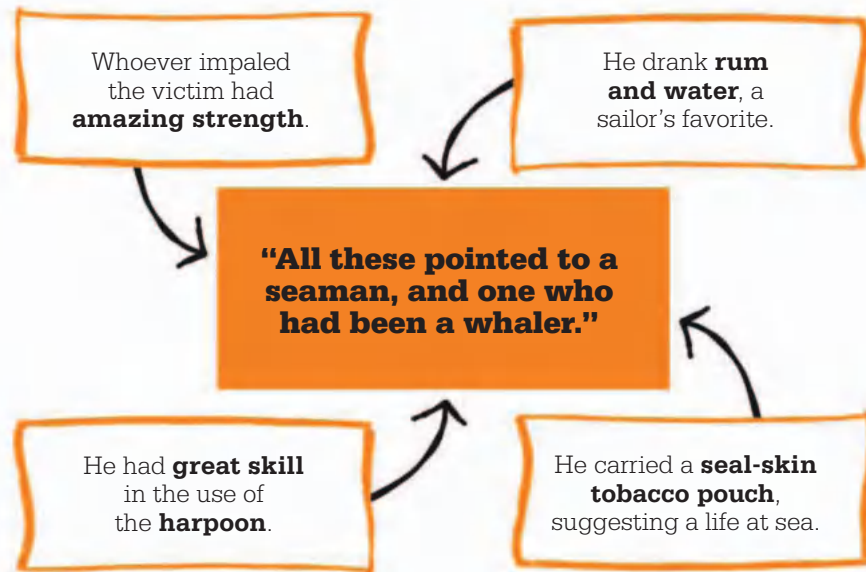 Whoever impaled
the victim had
amazing strength.
He drank rum
and water, a
sailor’s favorite.
“All these pointed to a
seaman, and one who
had been a whaler.”
He had great skill
in the use of
the harpoon.
He carried a seal-skin
tobacco pouch,
suggesting a life at sea.